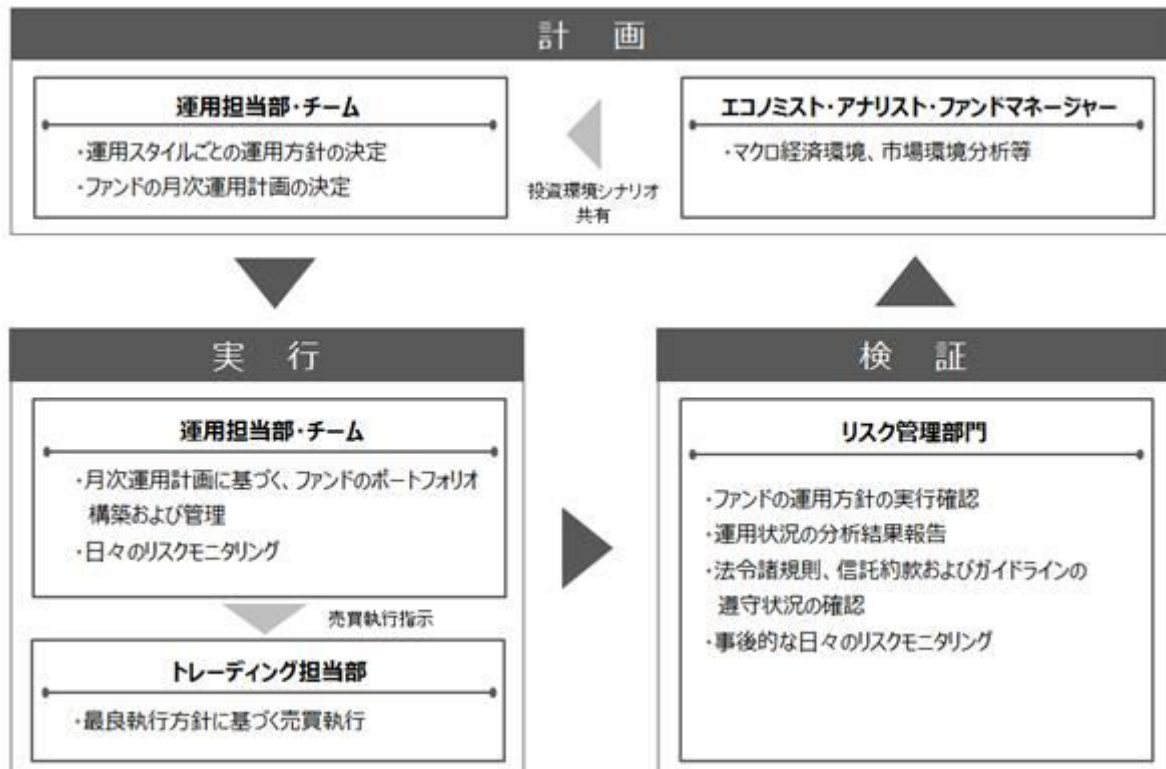 計 画
運用担当部・チーム
・運用スタイルごとの運用方針の決定
・ファンドの月次運用計画の決定
投資環境シナリオ
共有
エコノミスト・アナリスト・ファンドマネージャー
・マクロ経済環境、市場環境分析等
実 行
運用担当部・チーム
・月次運用計画に基づく、ファンドのポートフォリオ
構築および管理
・日々のリスクモニタリング
売買執行指示
トレーディング担当部
・最良執行方針に基づく売買執行
検 証
リスク管理部門
・ファンドの運用方針の実行確認
・運用状況の分析結果報告
・法令諸規則、信託約款およびガイドラインの
遵守状況の確認
・事後的な日々のリスクモニタリング